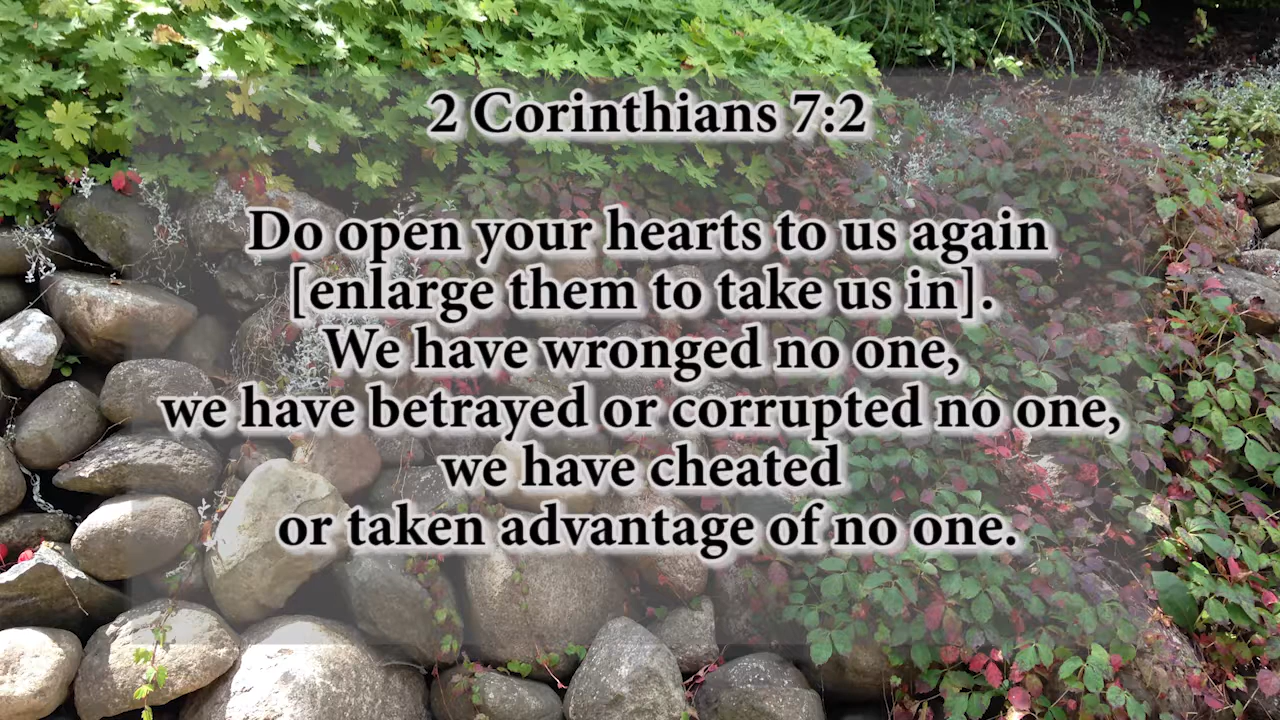 2 Corinthians 7:2
Do open your hearts to us again
[enlarge them to take us in].
We have wronged no one,
we have betrayed or corrupted no one,
we have cheated
or taken advantage of no one.